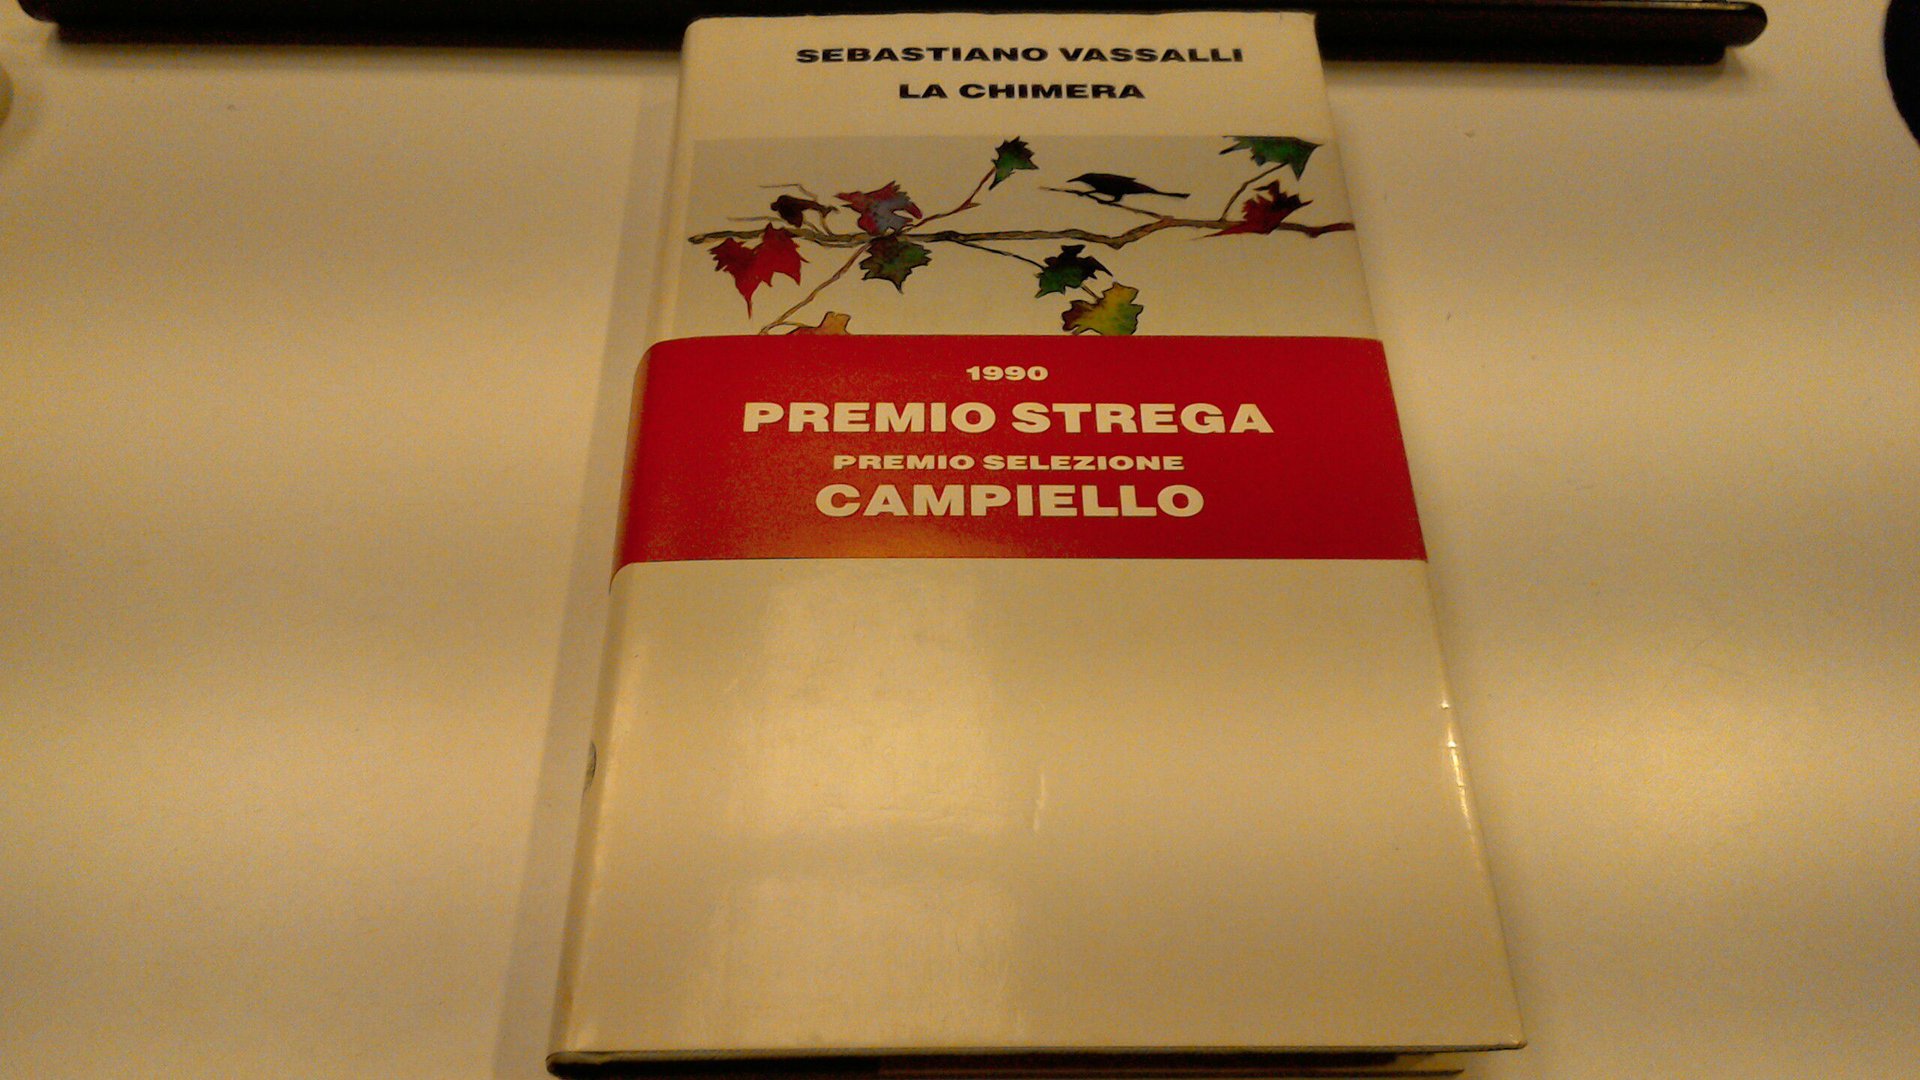 SEBASTIANO VASSALLI
LA CHIMERA
1990
PREMIO STREGA
PREMIO SELEZIONE
CAMPIELLO